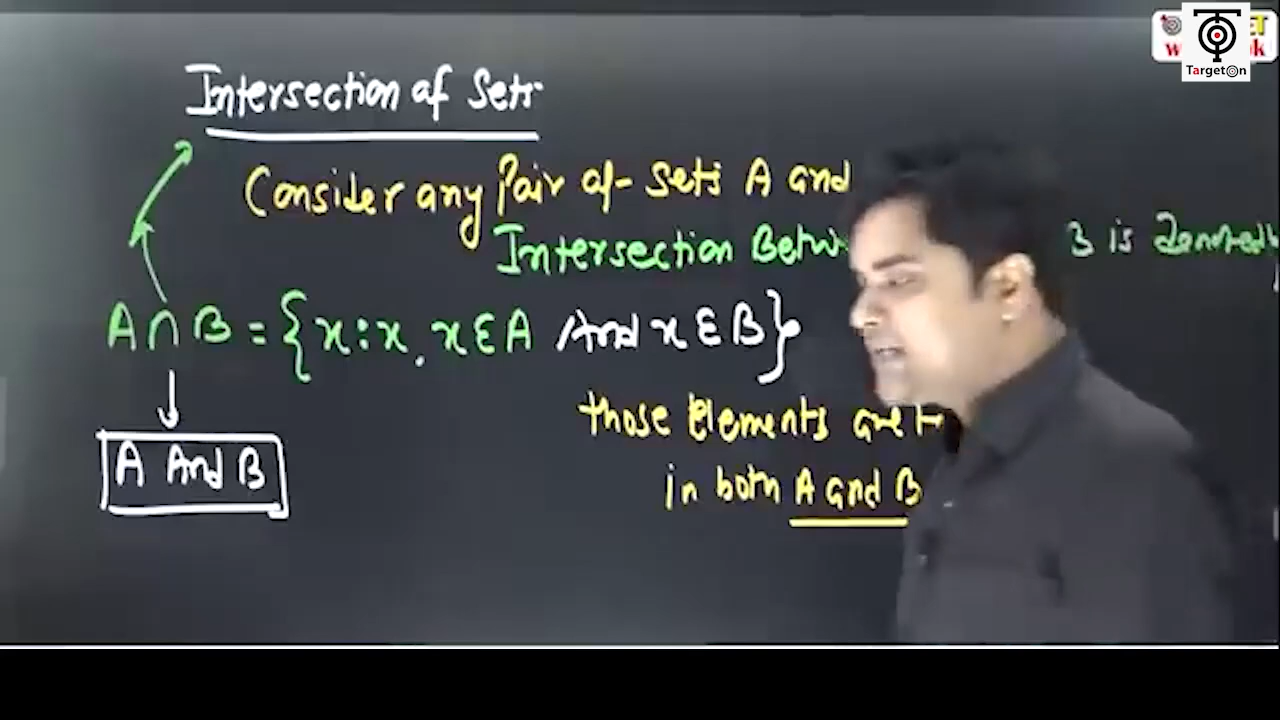 Intersection of Sets
Consider any Pair of Sets A and
Intersection Betw B is Denoted
A ∩ B = {x : x, x ∈ A And x ∈ B}
A And B
those Elements are
in both A and B
TargetOn